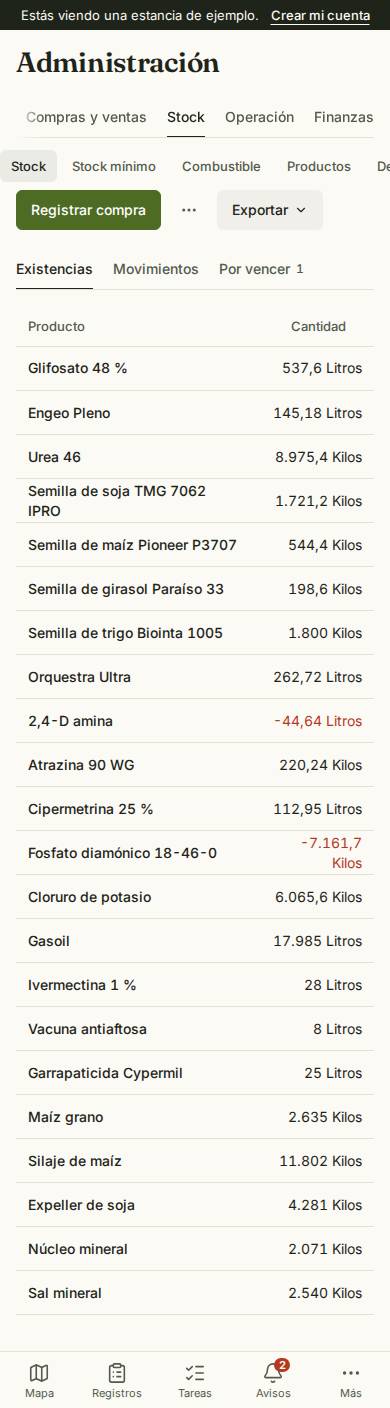 Estás viendo una estancia de ejemplo. Crear mi cuenta
Administración
Compras y ventas Stock Operación Finanzas
Stock Stock mínimo Combustible Productos De
Registrar compra ··· Exportar
Existencias Movimientos Por vencer 1
Producto Cantidad
Glifosato 48 % 537,6 Litros
Engeo Pleno 145,18 Litros
Urea 46 8.975,4 Kilos
Semilla de soja TMG 7062
IPRO 1.721,2 Kilos
Semilla de maíz Pioneer P3707 544,4 Kilos
Semilla de girasol Paraíso 33 198,6 Kilos
Semilla de trigo Biointa 1005 1.800 Kilos
Orquestra Ultra 262,72 Litros
2,4-D amina -44,64 Litros
Atrazina 90 WG 220,24 Kilos
Cipermetrina 25 % 112,95 Litros
Fosfato diamónico 18-46-0 -7.161,7
Kilos
Cloruro de potasio 6.065,6 Kilos
Gasoil 17.985 Litros
Ivermectina 1 % 28 Litros
Vacuna antiaftosa 8 Litros
Garrapaticida Cypermil 25 Litros
Maíz grano 2.635 Kilos
Silaje de maíz 11.802 Kilos
Expeller de soja 4.281 Kilos
Núcleo mineral 2.071 Kilos
Sal mineral 2.540 Kilos
2
Mapa Registros Tareas Avisos Más